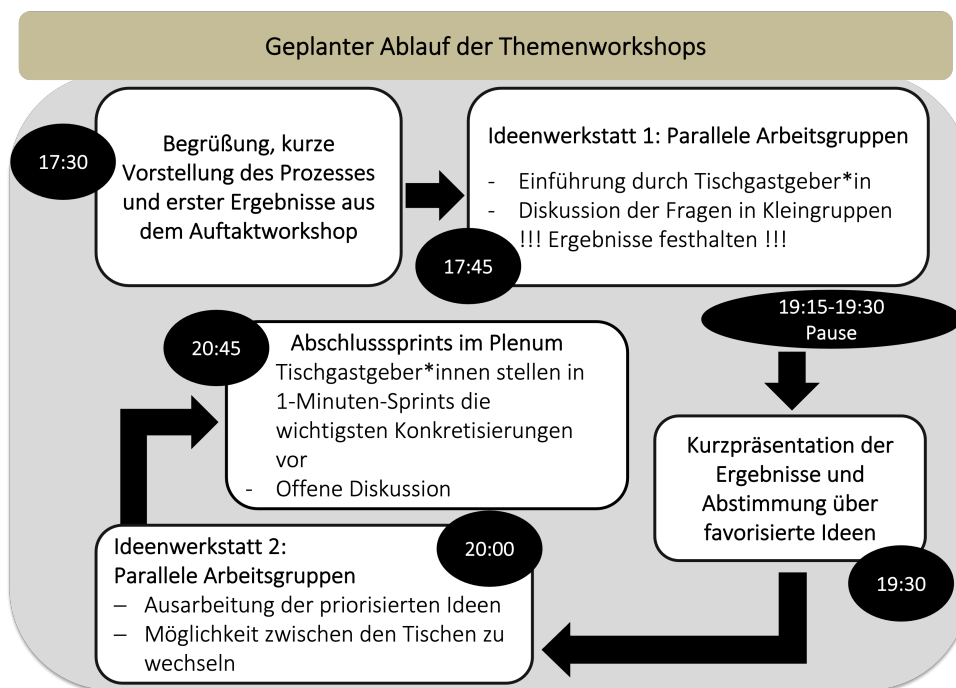 Geplanter Ablauf der Themenworkshops
17:30
Begrüßung, kurze
Vorstellung des Prozesses
und erster Ergebnisse aus
dem Auftaktworkshop
Ideenwerkstatt 1: Parallele Arbeitsgruppen
- Einführung durch Tischgastgeber*in
- Diskussion der Fragen in Kleingruppen
!!! Ergebnisse festhalten !!!
17:45
19:15-19:30
Pause
Kurzpräsentation der
Ergebnisse und
Abstimmung über
favorisierte Ideen
19:30
20:00
Ideenwerkstatt 2:
Parallele Arbeitsgruppen
– Ausarbeitung der priorisierten Ideen
– Möglichkeit zwischen den Tischen zu
wechseln
20:45
Abschlusssprints im Plenum
Tischgastgeber*innen stellen in
1-Minuten-Sprints die
wichtigsten Konkretisierungen
vor
- Offene Diskussion